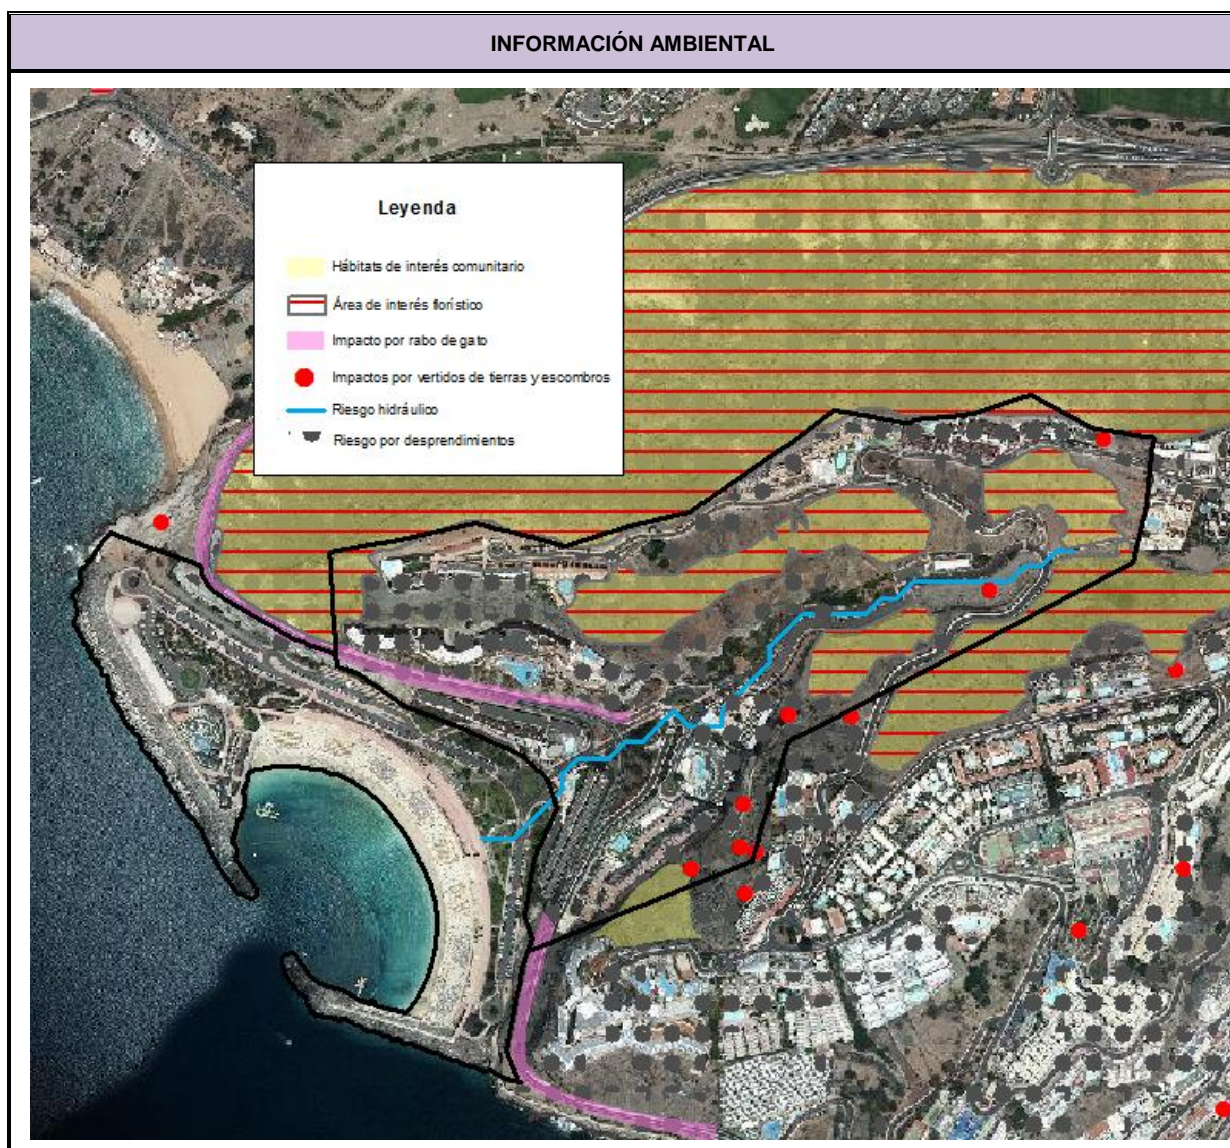 INFORMACIÓN AMBIENTAL
Leyenda
Hábitats de interés comunitario
Área de interés florístico
Impacto por rabo de gato
Impactos por vertidos de tierras y escombros
Riesgo hidráulico
Riesgo por desprendimientos